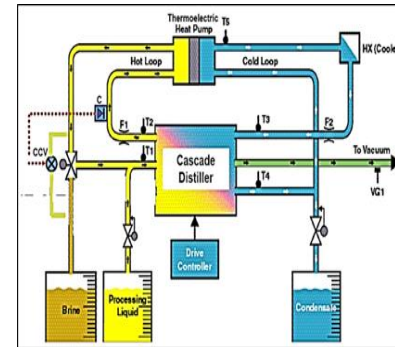 Thermoelectric
Heat Pump
T5
HX (Coole
Hot Loop
Cold Loop
C
F1
T2
T3
F2
CCV
T1
Cascade
Distiller
To Vacuum
VG1
T4
Drive
Controller
Brine
Processing
Liquid
Condensate